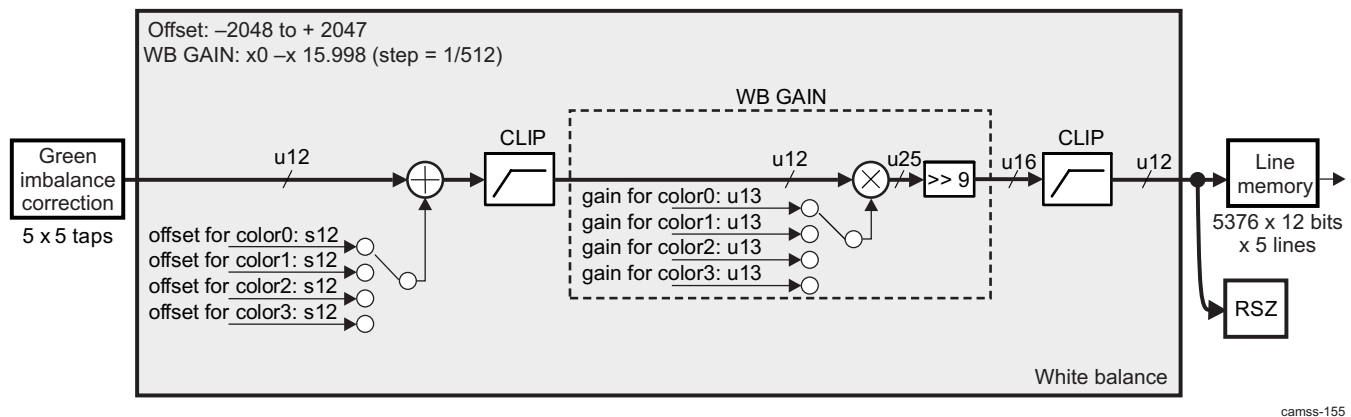 Offset: –2048 to + 2047
WB GAIN: x0 –x 15.998 (step = 1/512)
WB GAIN
Green
imbalance
correction
5 x 5 taps
u12
CLIP
u12
u25
>> 9
u16
CLIP
u12
Line
memory
5376 x 12 bits
x 5 lines
gain for color0: u13
gain for color1: u13
gain for color2: u13
gain for color3: u13
offset for color0: s12
offset for color1: s12
offset for color2: s12
offset for color3: s12
RSZ
White balance
camss-155